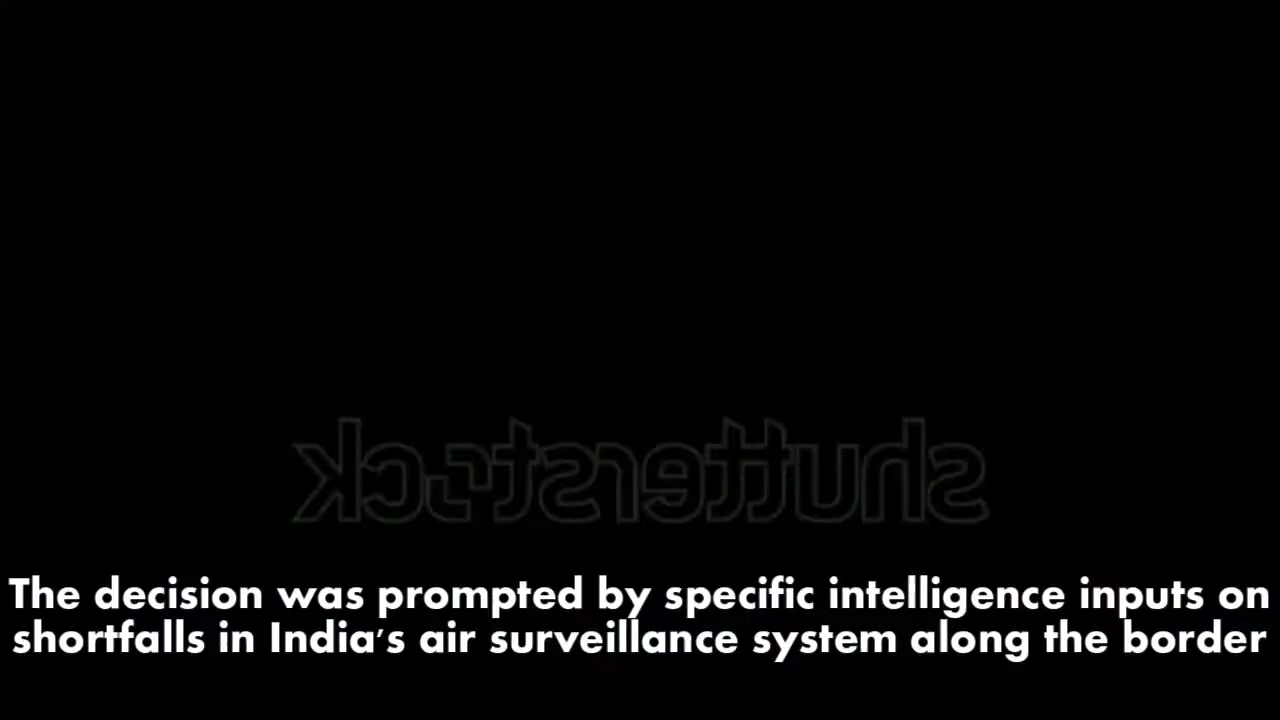 shutterstock
The decision was prompted by specific intelligence inputs on
shortfalls in India's air surveillance system along the border